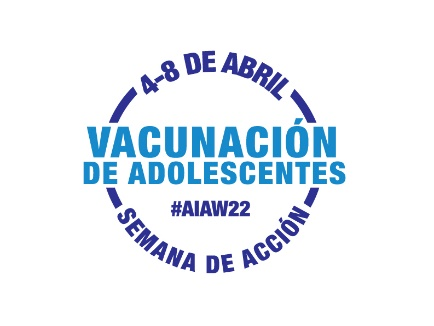 4-8 DE ABRIL
VACUNACIÓN
DE ADOLESCENTES
#AIAW22
SEMANA DE ACCIÓN